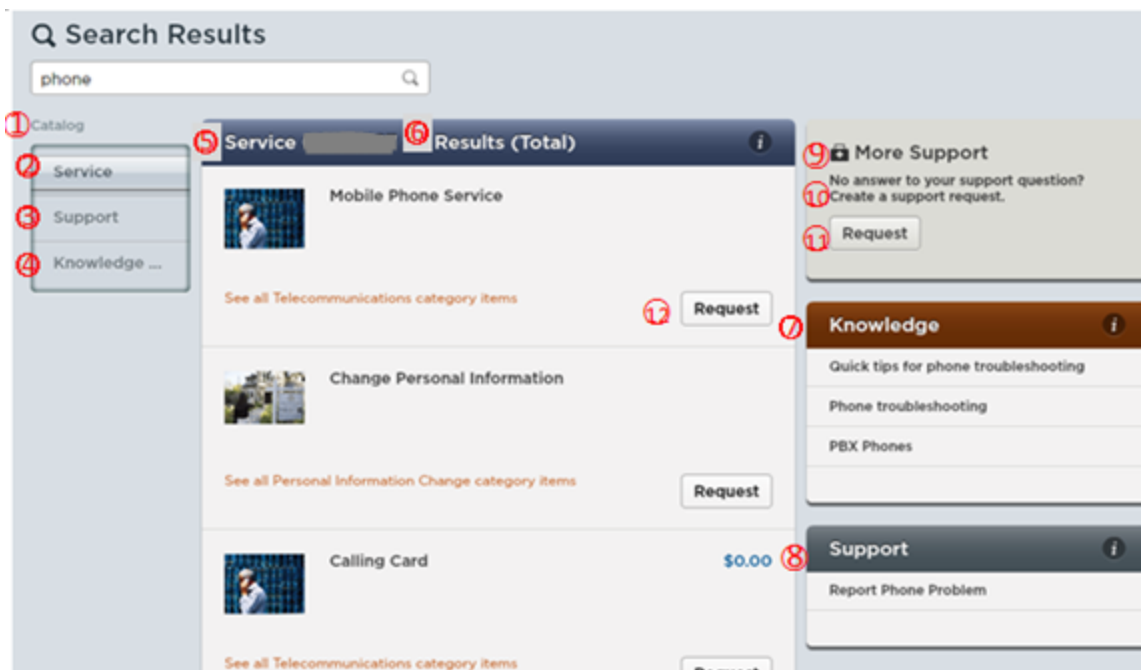 Search Results
phone
① Catalog
② Service
③ Support
④ Knowledge ...
⑤ Service ⑥ Results (Total) i
Mobile Phone Service
See all Telecommunications category items
⑫ Request
Change Personal Information
See all Personal Information Change category items
Request
Calling Card $0.00
See all Telecommunications category items
Request
⑨ More Support
No answer to your support question?
⑩ Create a support request.
⑪ Request
⑦ Knowledge i
Quick tips for phone troubleshooting
Phone troubleshooting
PBX Phones
⑧ Support i
Report Phone Problem